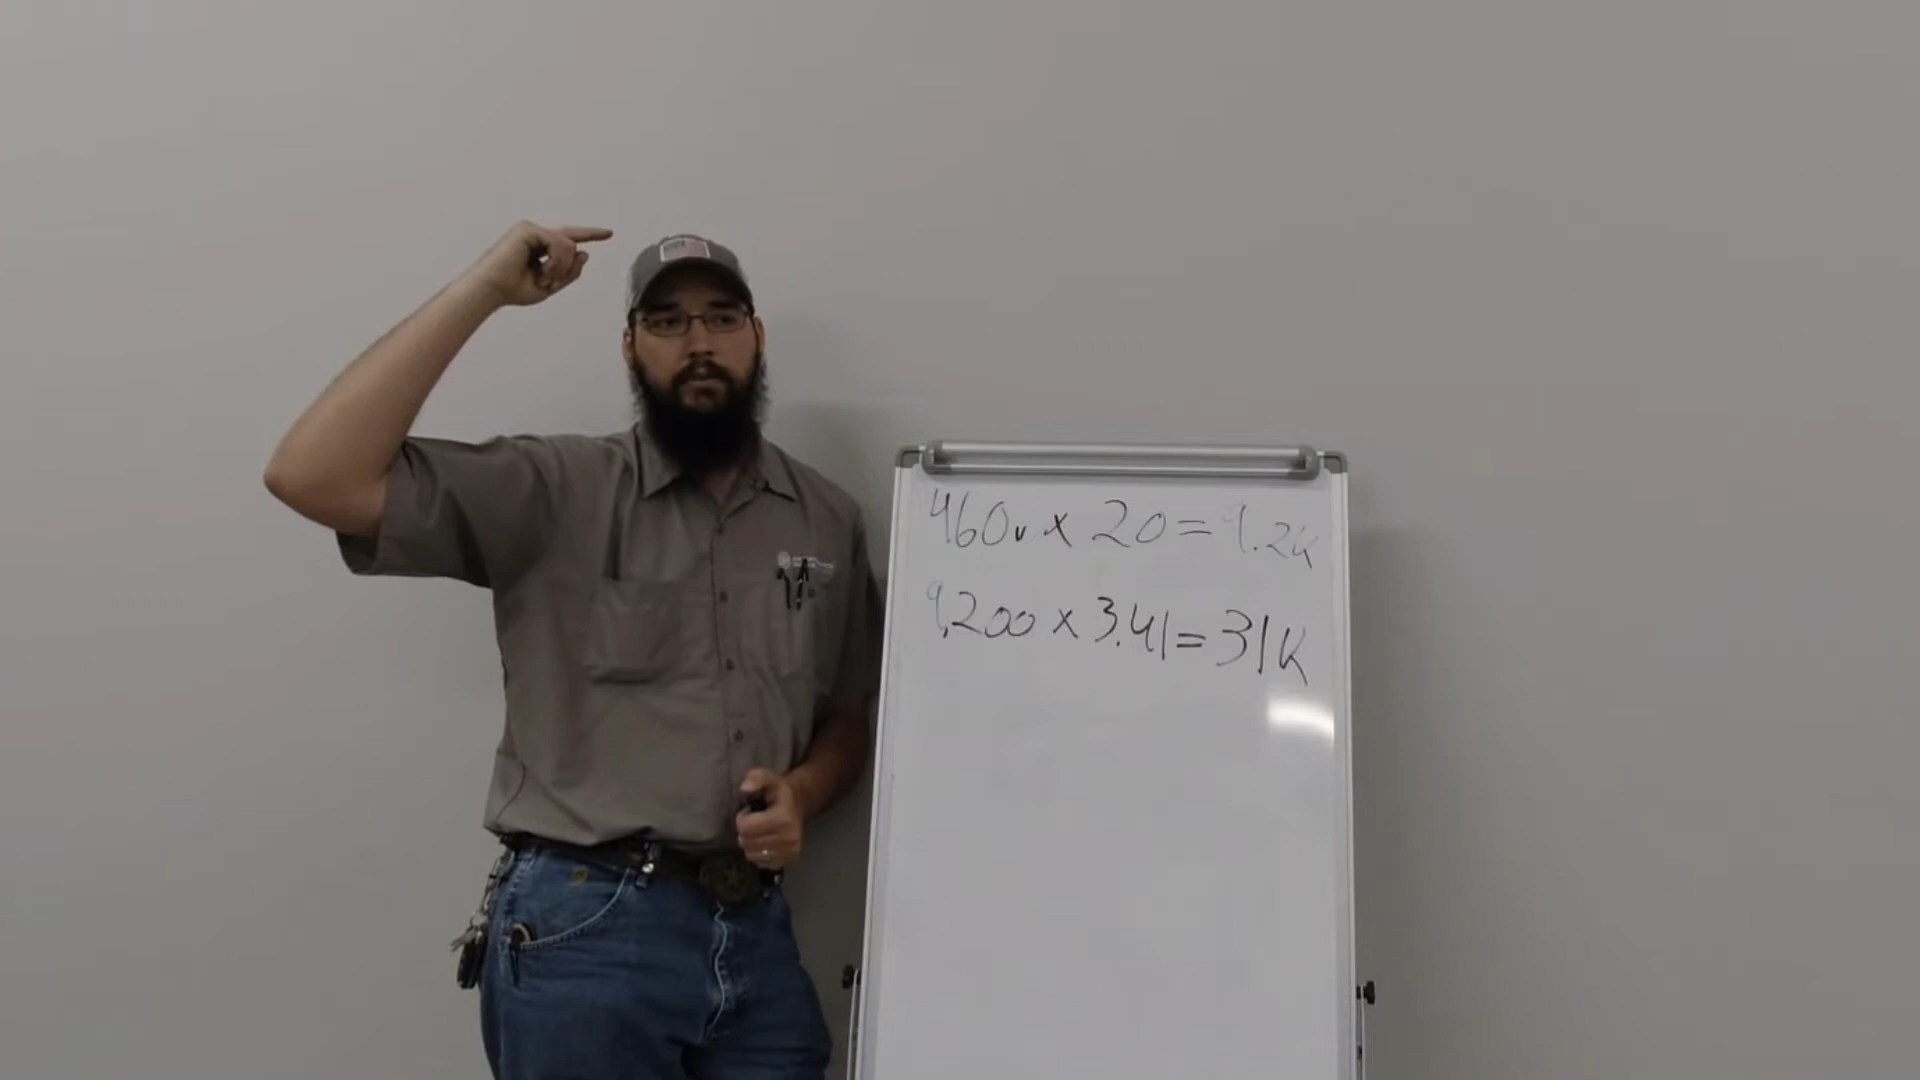 460v x 20 = 9.2K
9,200 x 3.41 = 31K